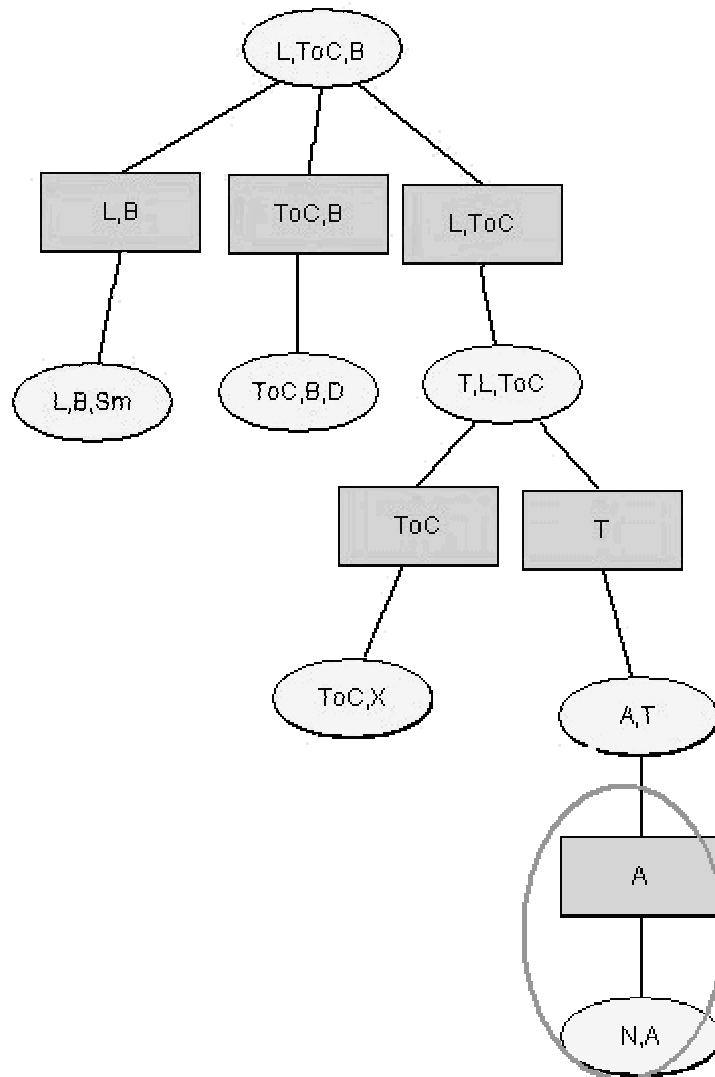 L,ToC,B
L,B
ToC,B
L,ToC
L,B,Sm
ToC,B,D
T,L,ToC
ToC
T
ToC,X
A,T
A
N,A